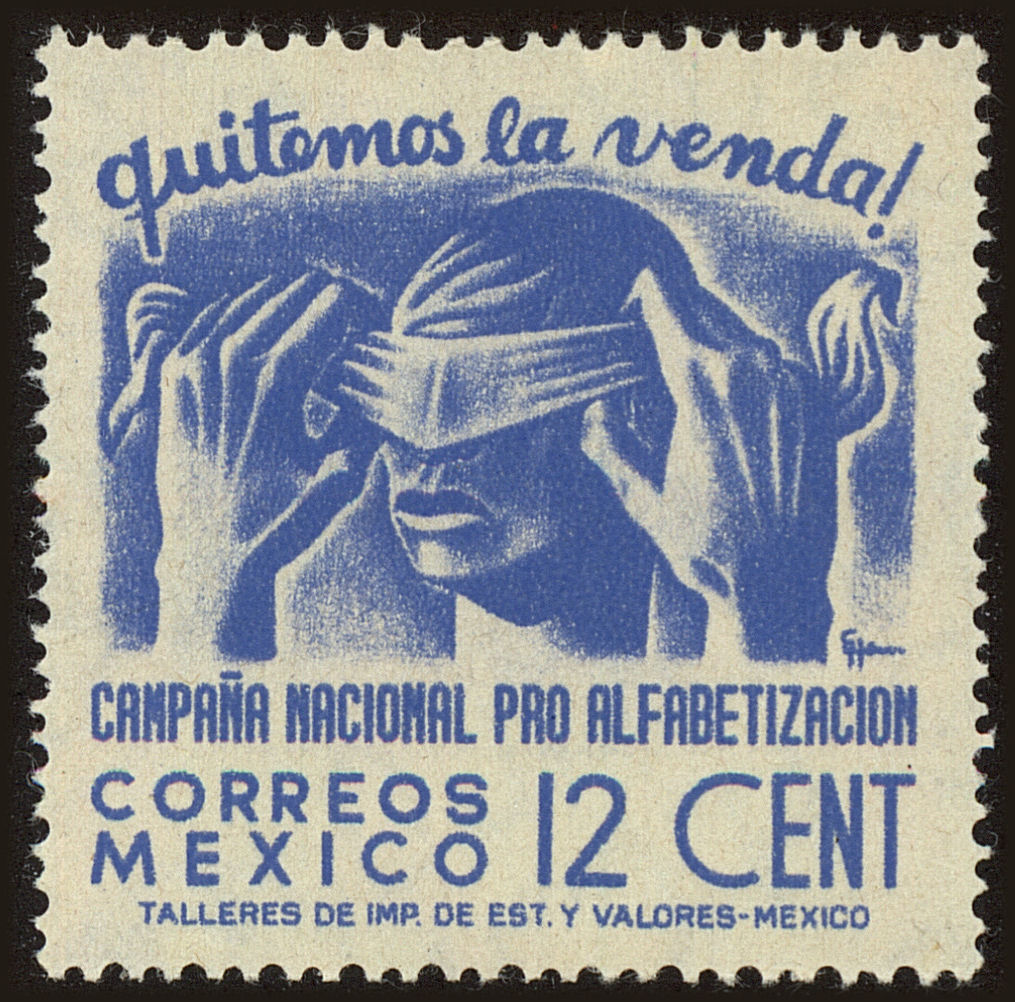 quitemos la venda!
CAMPAÑA NACIONAL PRO ALFABETIZACION
CORREOS
MEXICO 12 CENT
TALLERES DE IMP. DE EST. Y VALORES-MEXICO